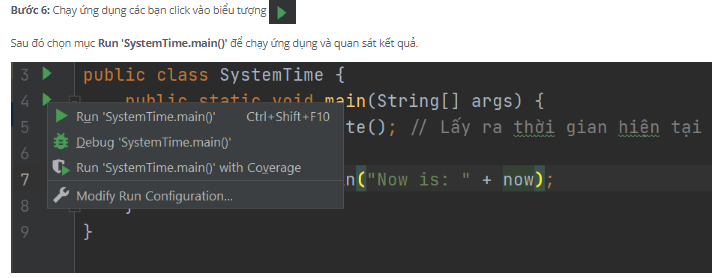 Bước 6: Chạy ứng dụng các bạn click vào biểu tượng
Sau đó chọn mục Run 'SystemTime.main()' để chạy ứng dụng và quan sát kết quả.
3 public class SystemTime {
4 public static void main(String[] args) {
Run 'SystemTime.main()' Ctrl+Shift+F10
5 te(); // Lấy ra thời gian hiện tại
Debug 'SystemTime.main()'
6
Run 'SystemTime.main()' with Coverage
7 n("Now is: " + now);
Modify Run Configuration...
8 }
9 }